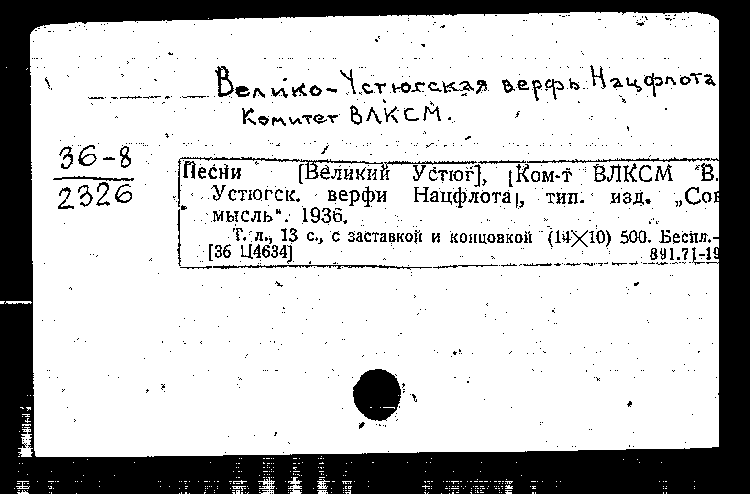 Велико-Устюгская верфь Нацфлота
Комитет ВЛКСМ.
36-8
2326
Песни [Великий Устюг], [Ком-т ВЛКСМ В.
Устюгск. верфи Нацфлота], тип. изд. „Сов
мысль". 1936.
Т. л., 13 с., с заставкой и концовкой (14×10) 500. Беспл.-
[36 Ц4634] 891.71-19